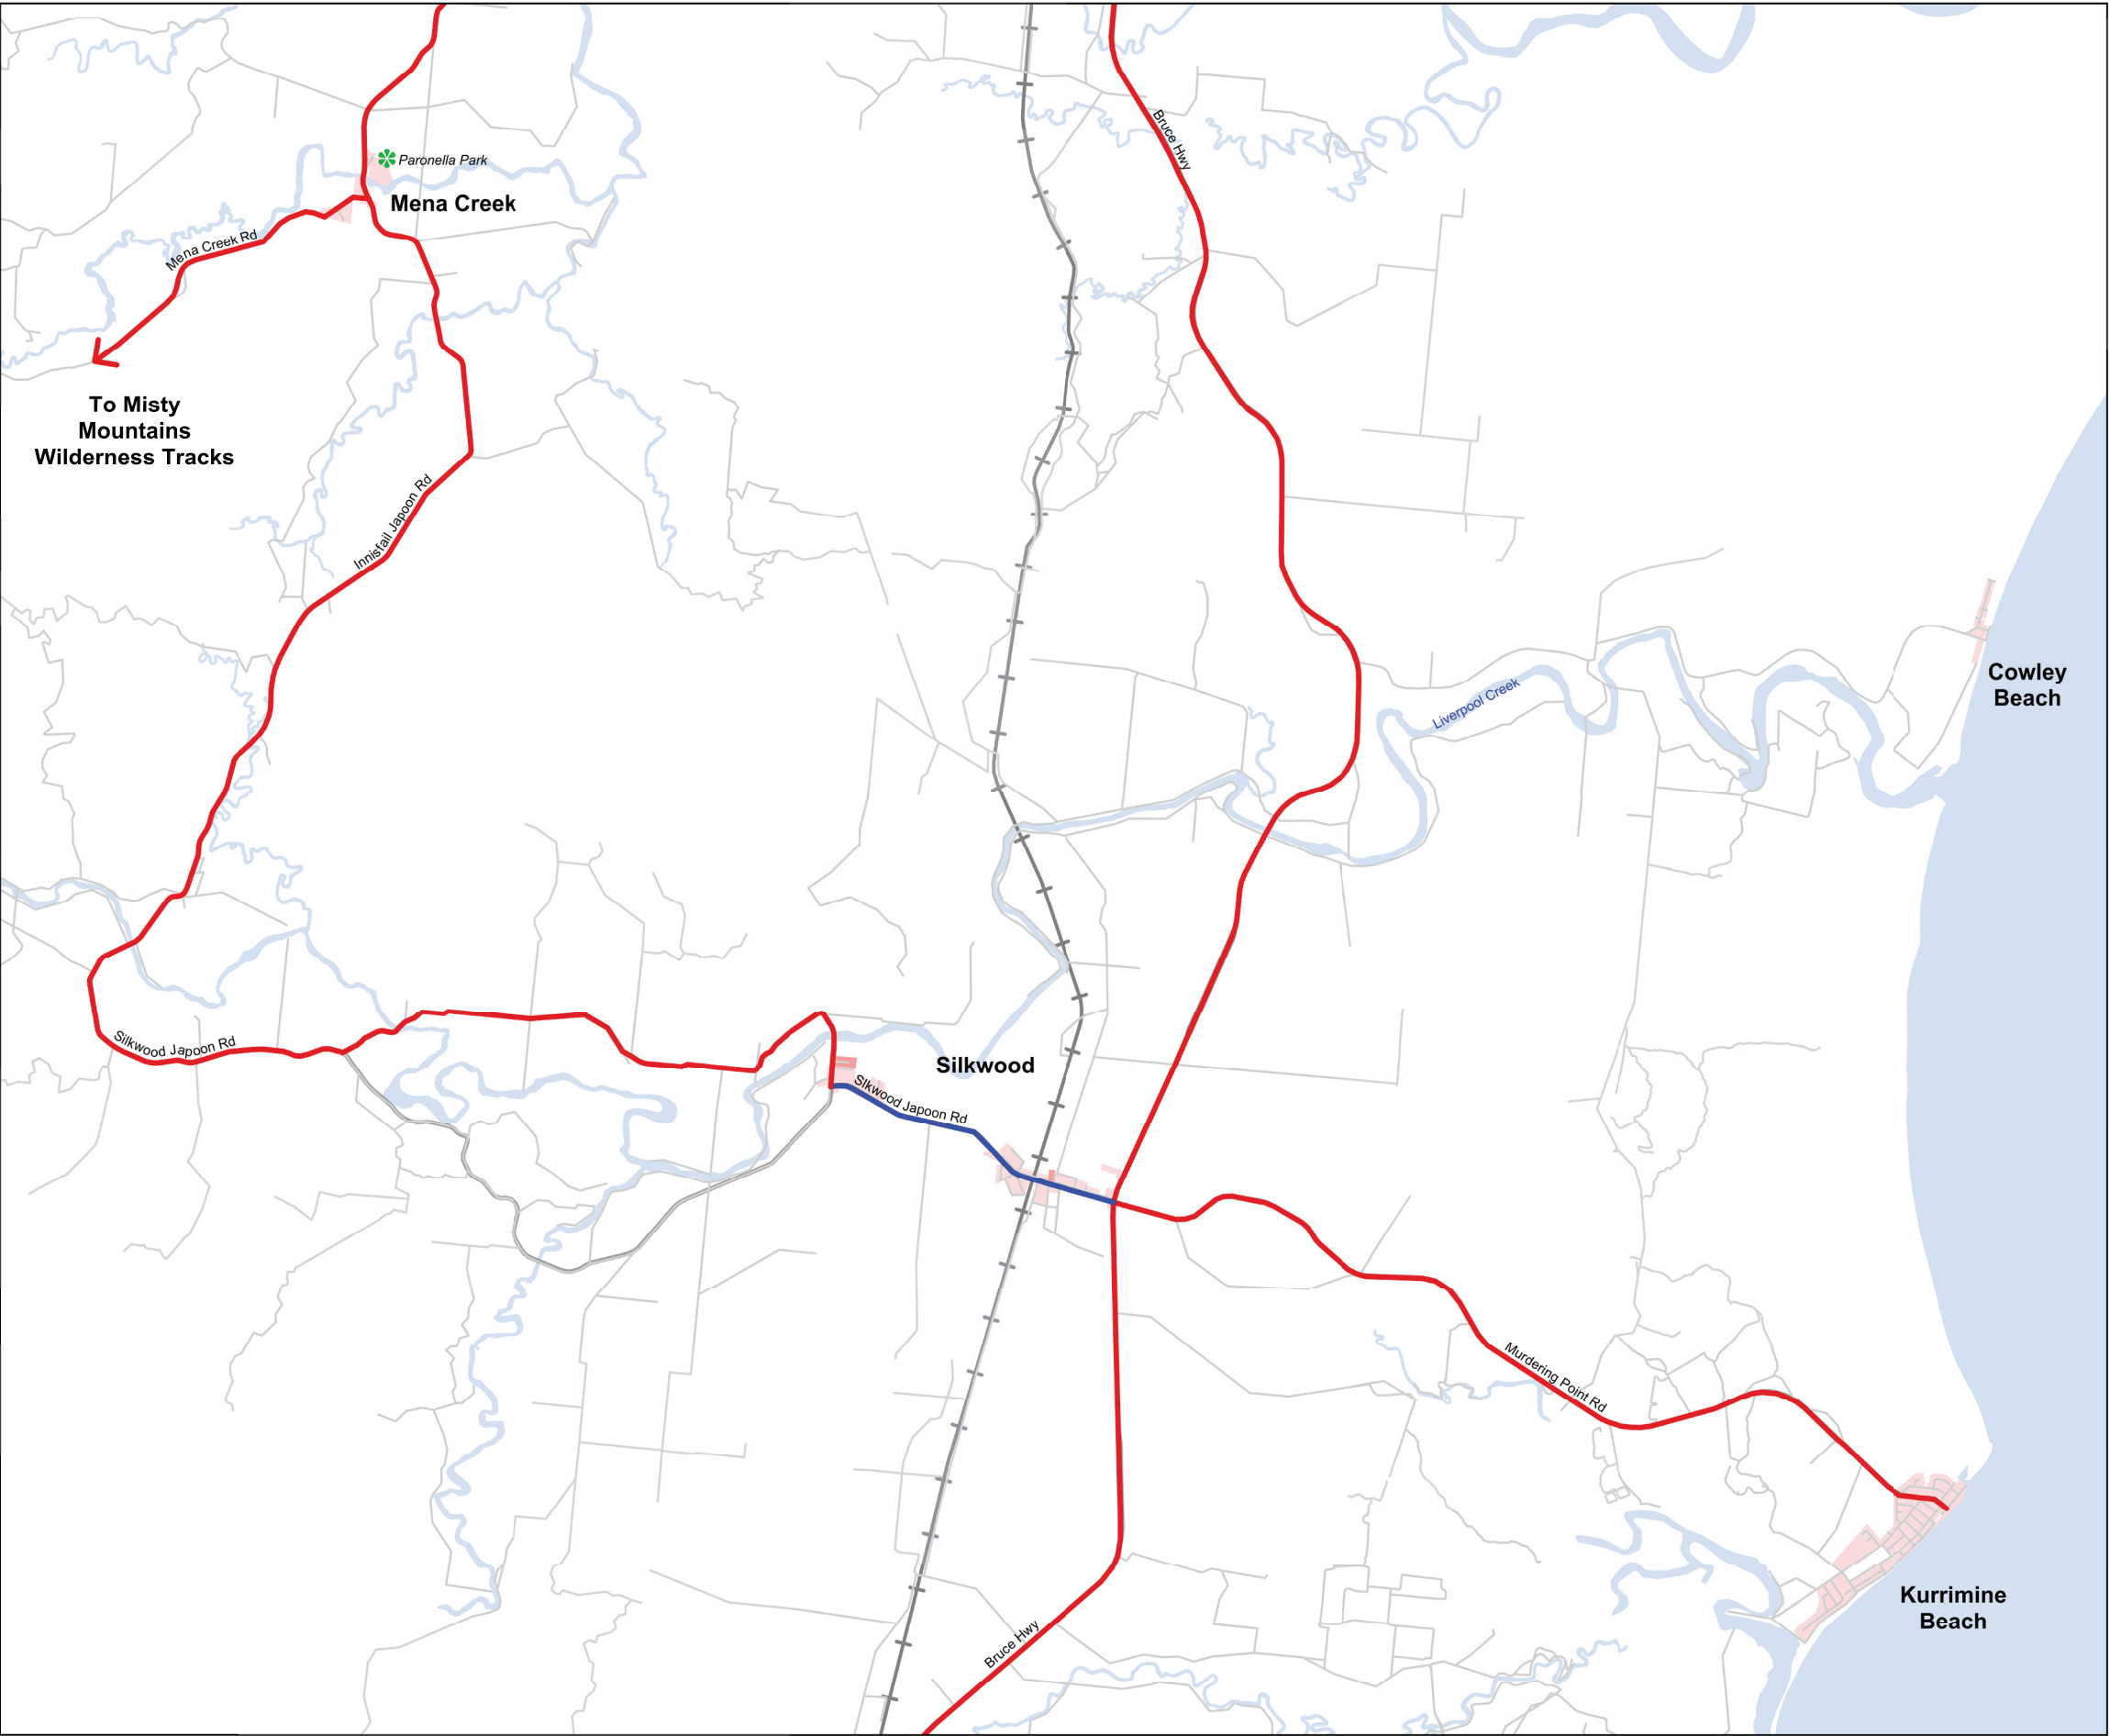 Bruce Hwy
Paronella Park
Mena Creek
Mena Creek Rd
To Misty
Mountains
Wilderness Tracks
Innisfail Japoon Rd
Cowley
Beach
Liverpool Creek
Silkwood Japoon Rd
Silkwood
Slkwood Japoon Rd
Murdering Point Rd
Kurrimine
Beach
Bruce Hwy